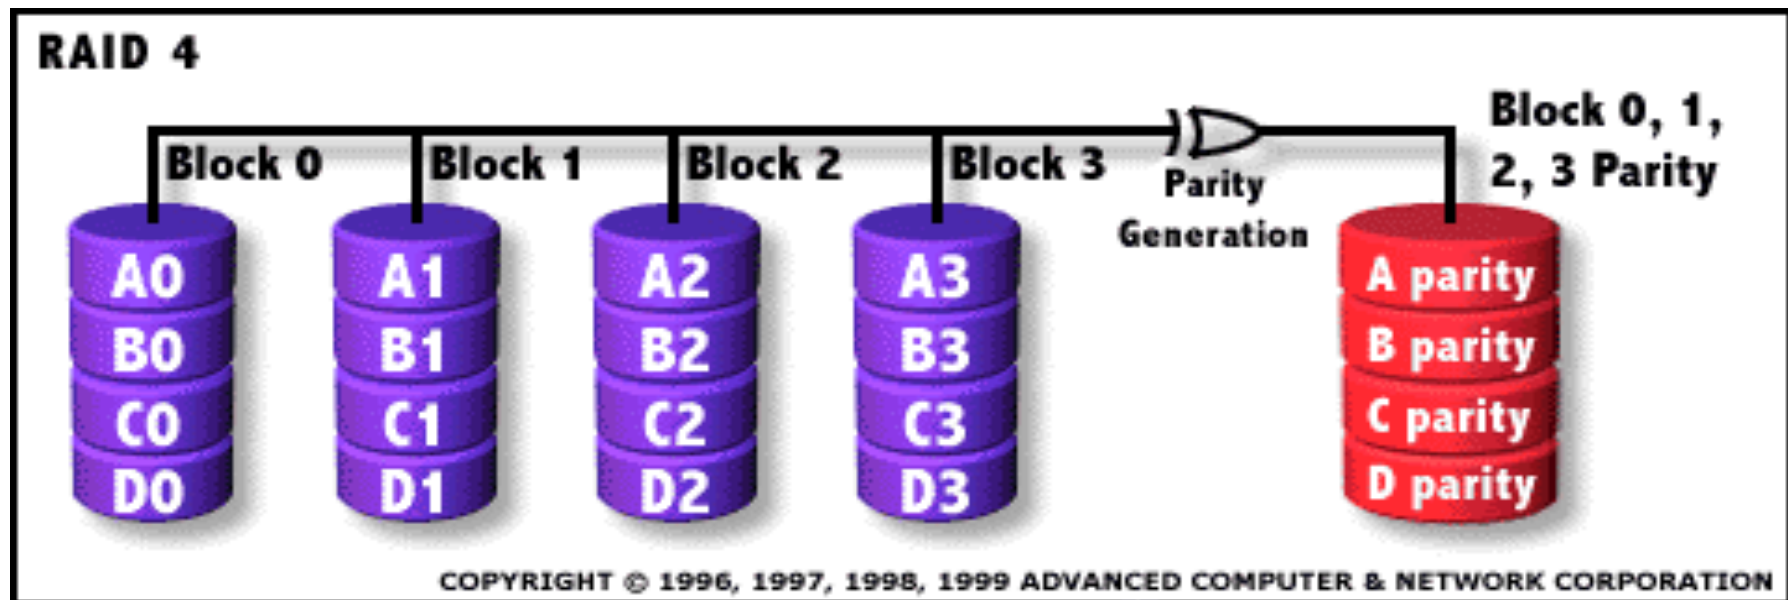 RAID 4
Block 0
Block 1
Block 2
Block 3
Parity
Generation
Block 0, 1,
2, 3 Parity
A0
A1
A2
A3
A parity
B0
B1
B2
B3
B parity
C0
C1
C2
C3
C parity
D0
D1
D2
D3
D parity
COPYRIGHT © 1996, 1997, 1998, 1999 ADVANCED COMPUTER & NETWORK CORPORATION